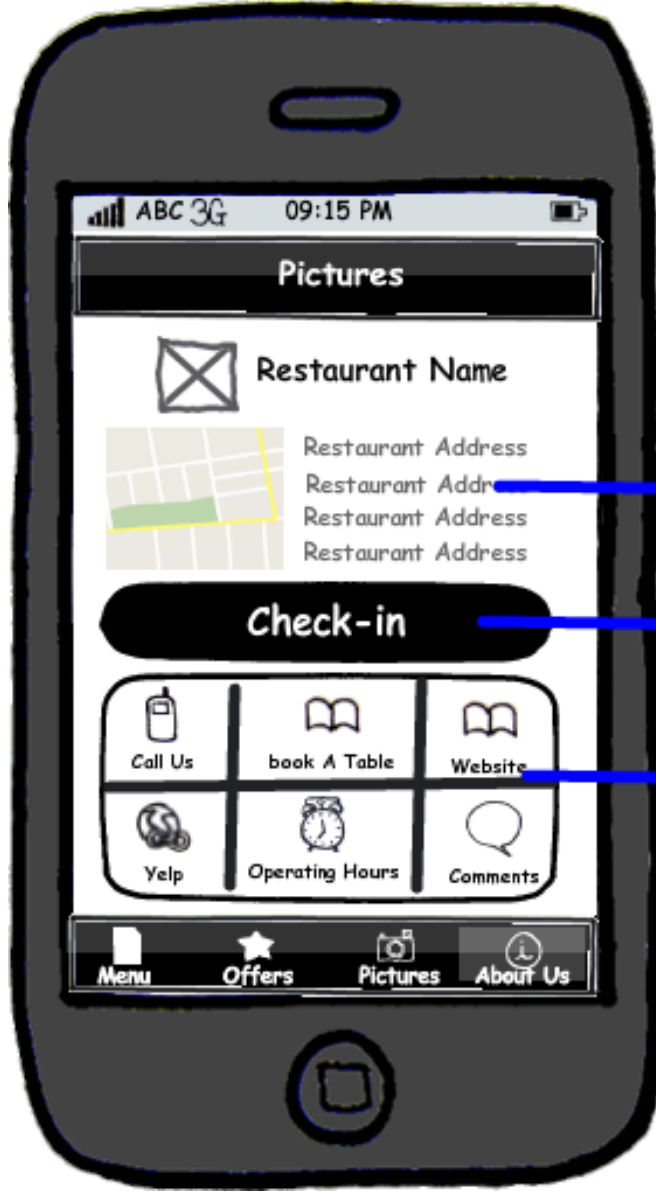 ABC 3G 09:15 PM
Pictures
Restaurant Name
Restaurant Address
Restaurant Address
Restaurant Address
Restaurant Address
Check-in
Call Us book A Table Website
Yelp Operating Hours Comments
Menu Offers Pictures About Us